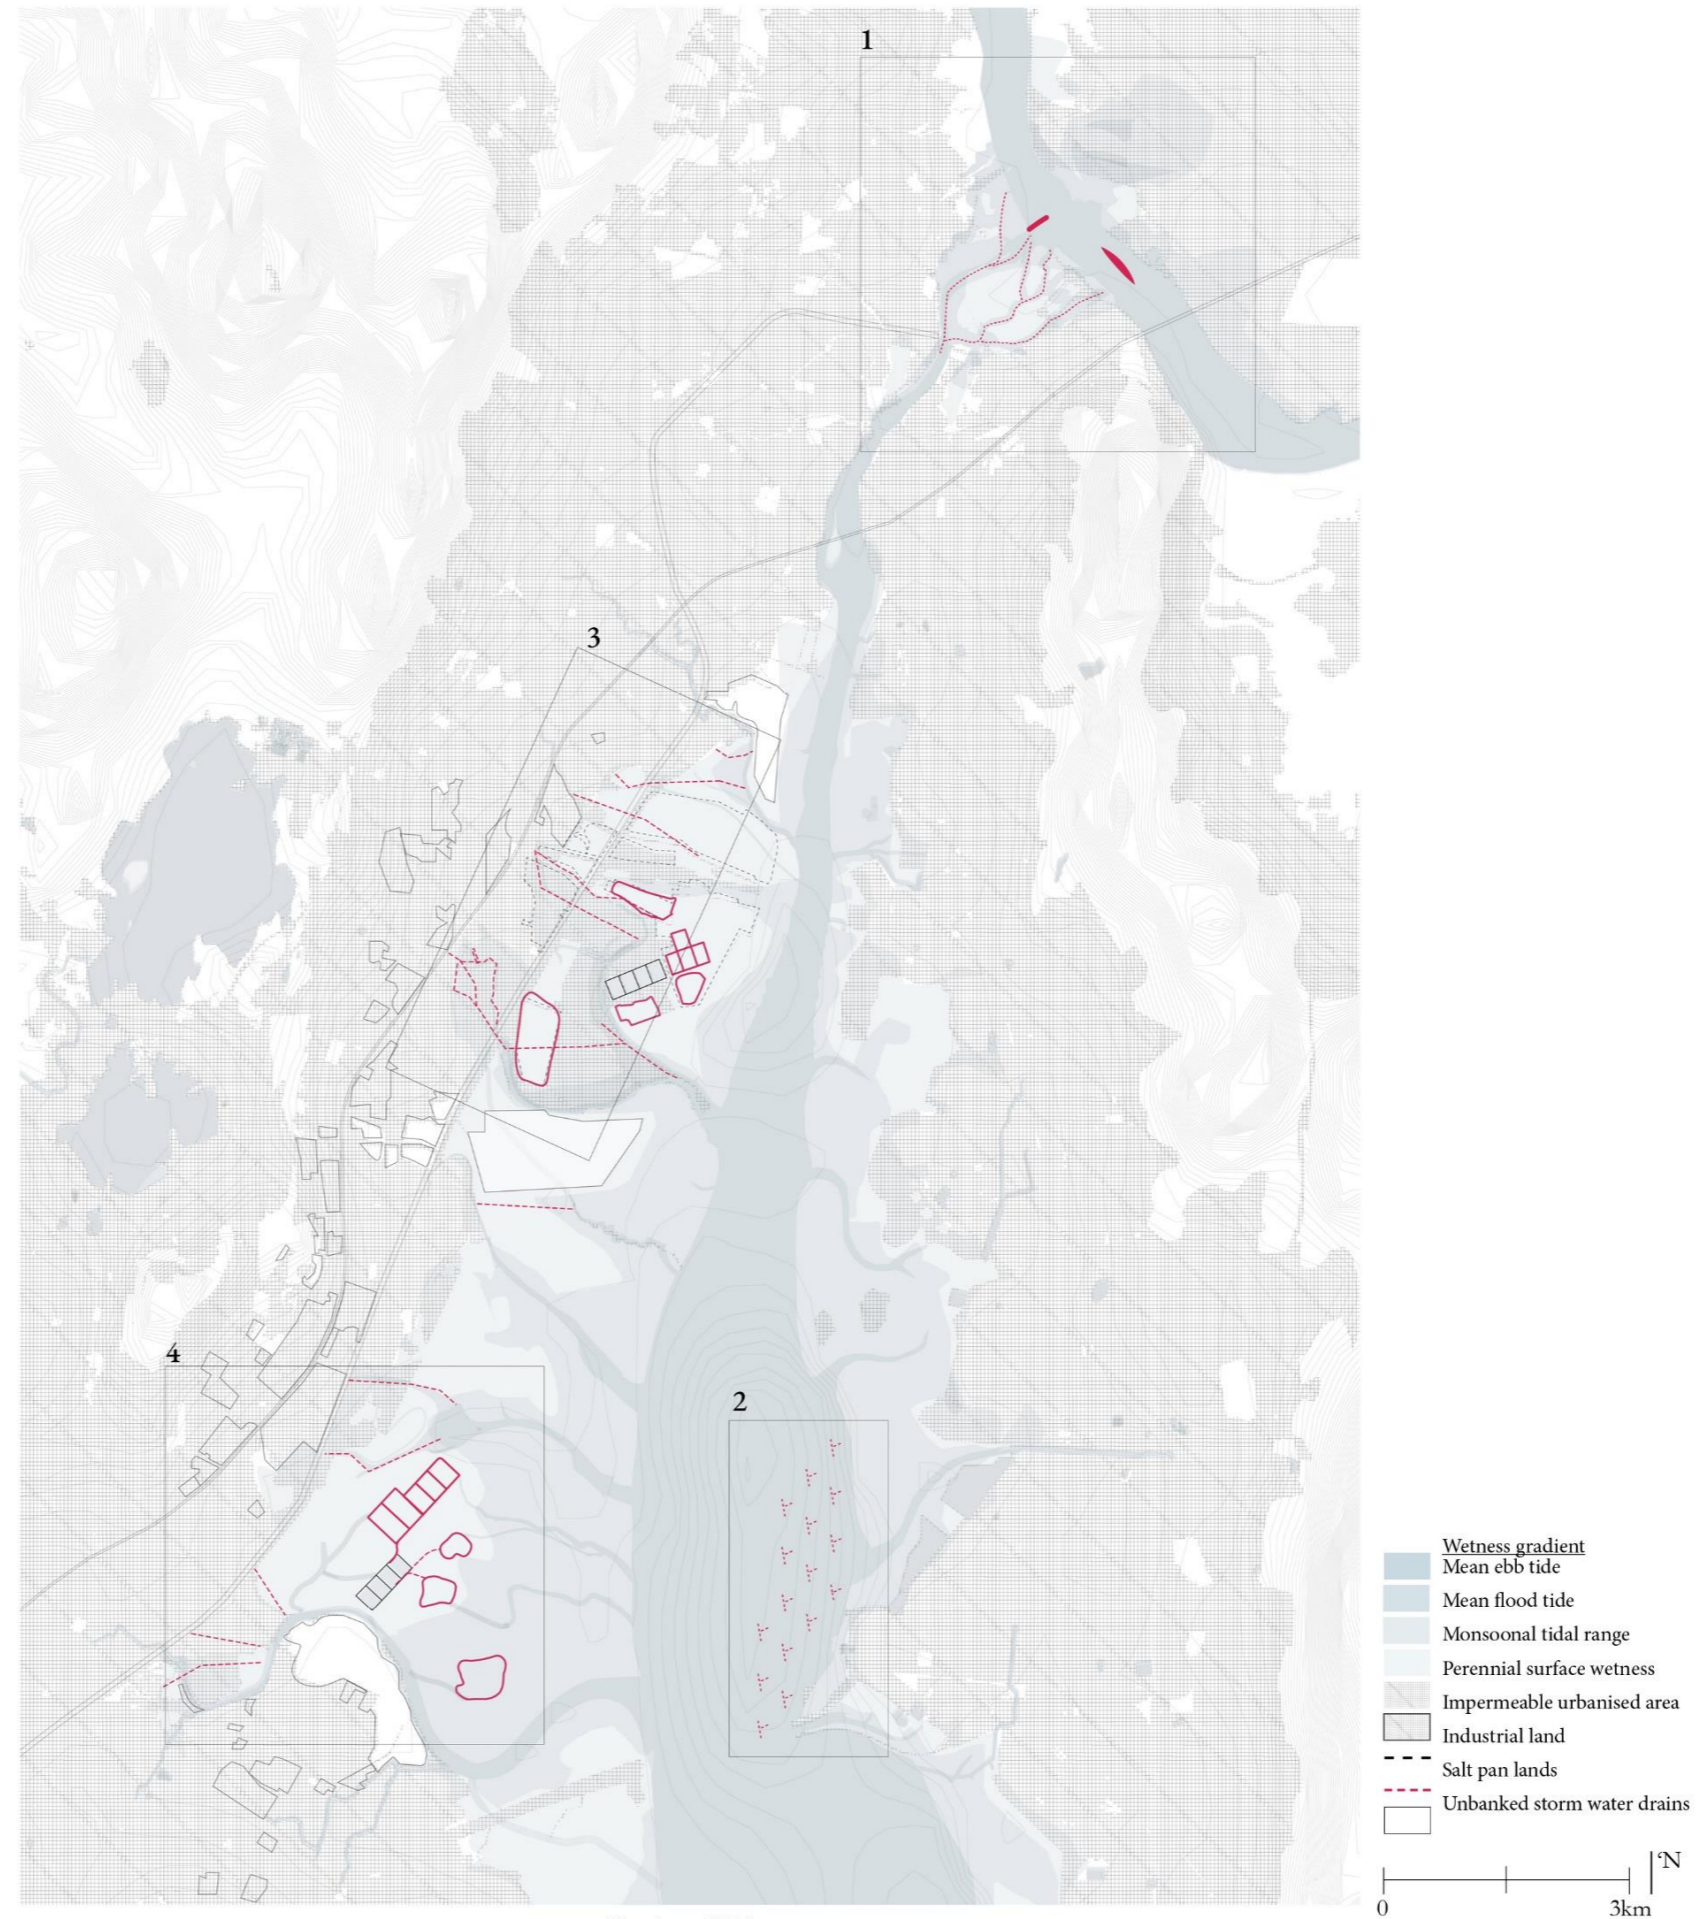 1
3
4
2
Wetness gradient
Mean ebb tide
Mean flood tide
Monsoonal tidal range
Perennial surface wetness
Impermeable urbanised area
Industrial land
Salt pan lands
Unbanked storm water drains
‘N
0 3km